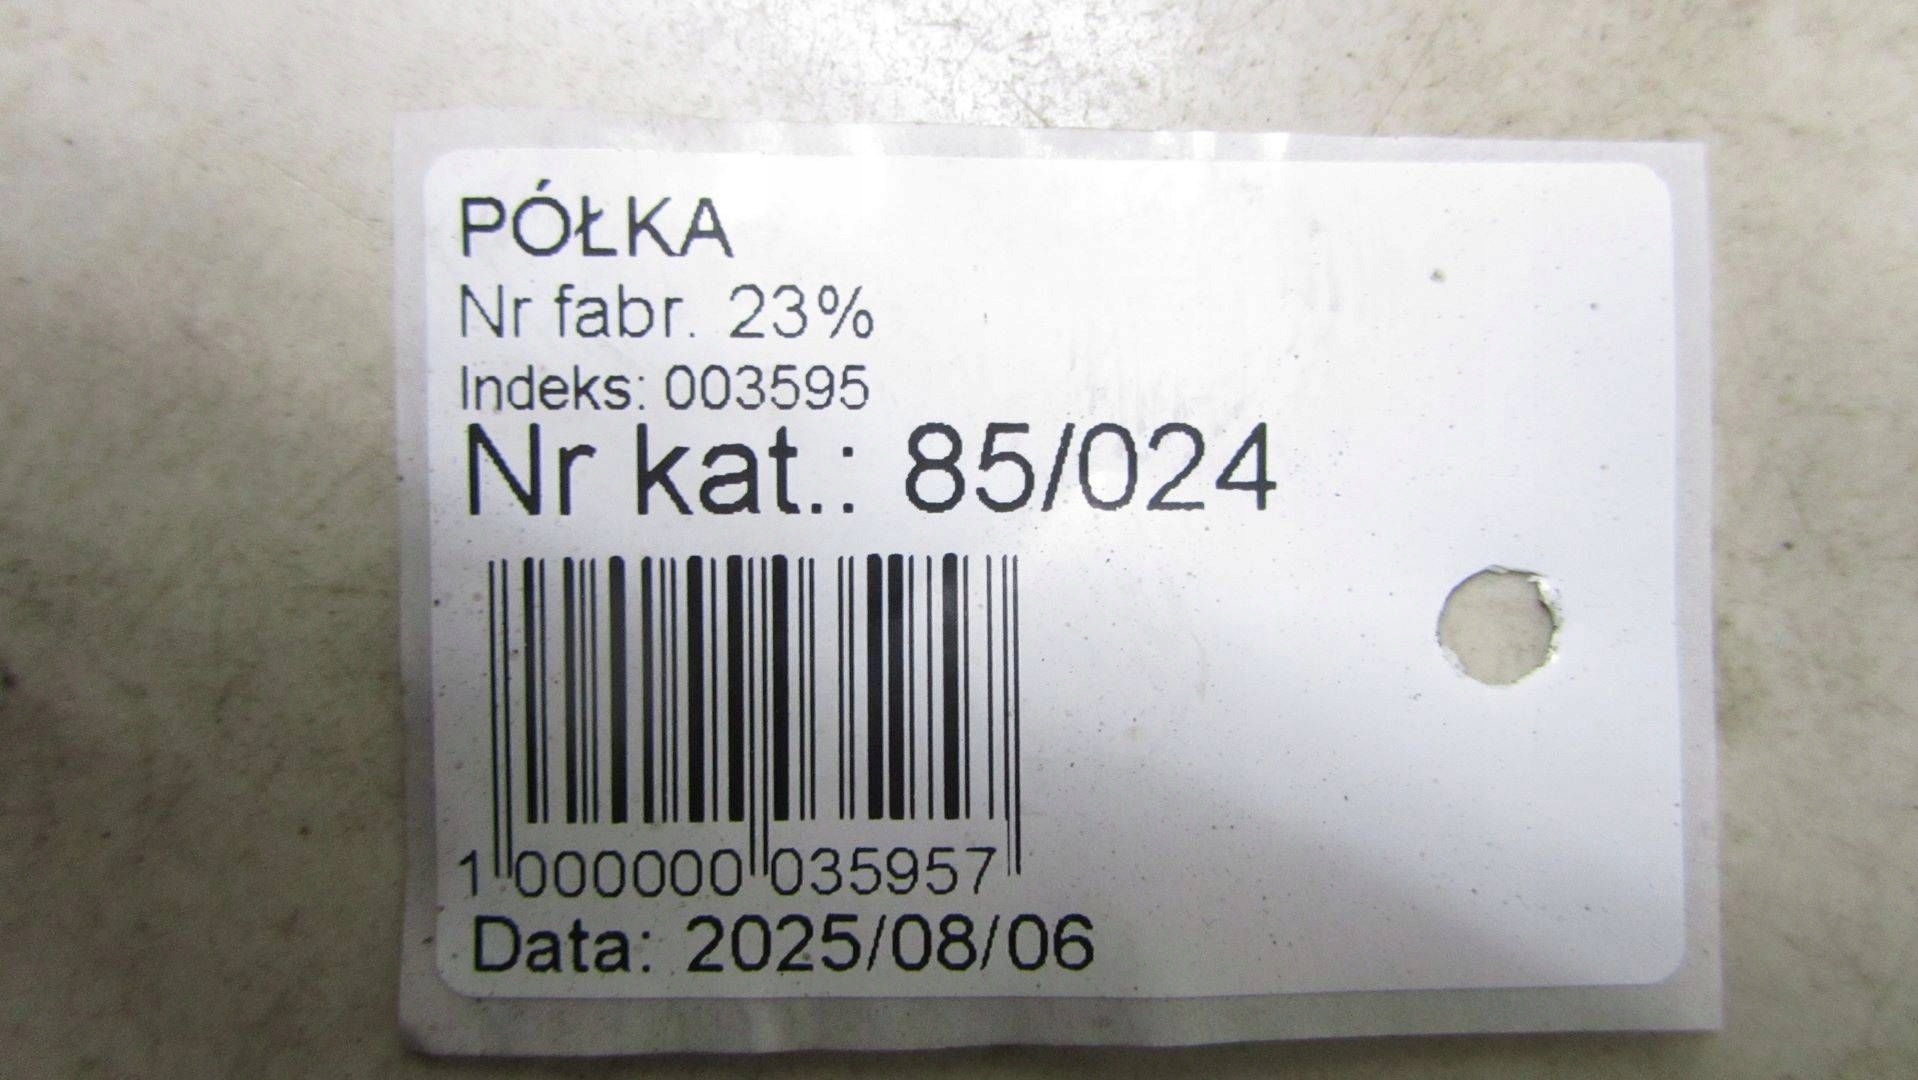 PÓŁKA
Nr fabr. 23%
Indeks: 003595
Nr kat.: 85/024
1 000000 035957
Data: 2025/08/06